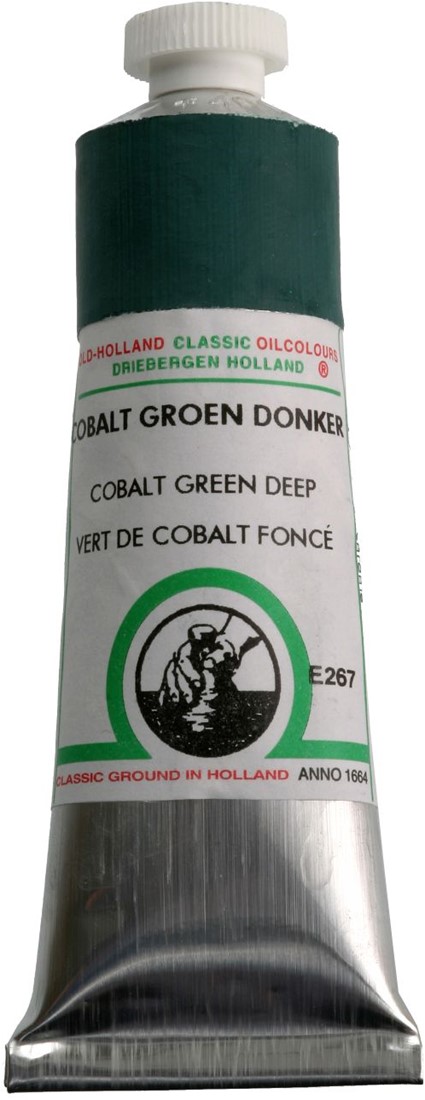 OLD-HOLLAND CLASSIC OILCOLOURS
DRIEBERGEN HOLLAND ®
COBALT GROEN DONKER
COBALT GREEN DEEP
VERT DE COBALT FONCÉ
E267
CLASSIC GROUND IN HOLLAND ANNO 1664